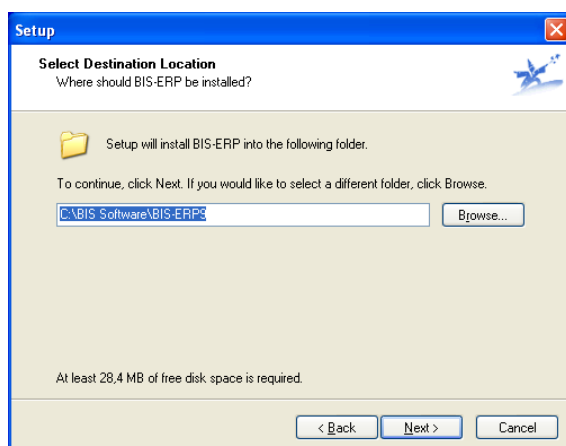 Setup
Select Destination Location
Where should BIS-ERP be installed?
Setup will install BIS-ERP into the following folder.
To continue, click Next. If you would like to select a different folder, click Browse.
C:\BIS Software\BIS-ERP9
Browse...
At least 28,4 MB of free disk space is required.
< Back Next > Cancel